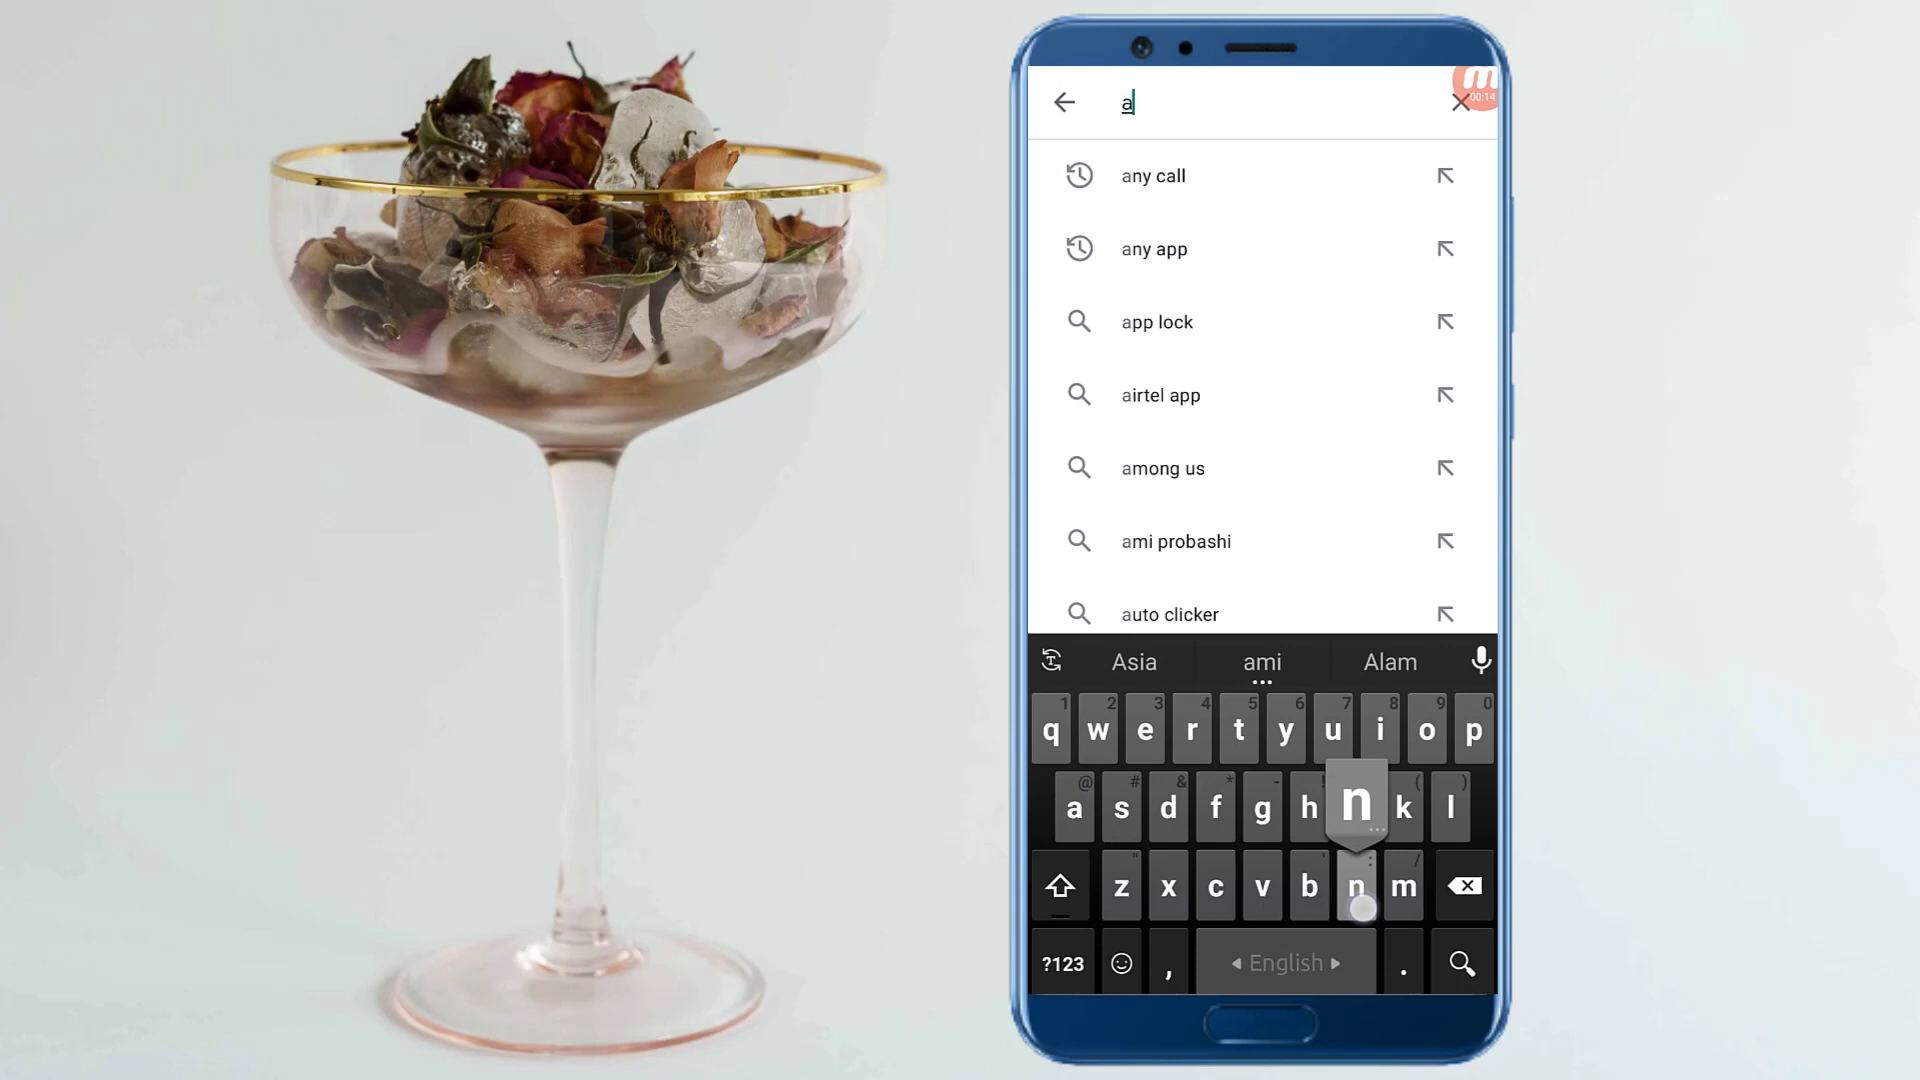 a
m
00:14
any call
any app
app lock
airtel app
among us
ami probashi
auto clicker
Asia ami Alam
1 2 3 4 5 6 7 8 9 0
q w e r t y u i o p
@ # & * - ( )
a s d f g h n k l
" ' : /
z x c v b n m
?123 , English .